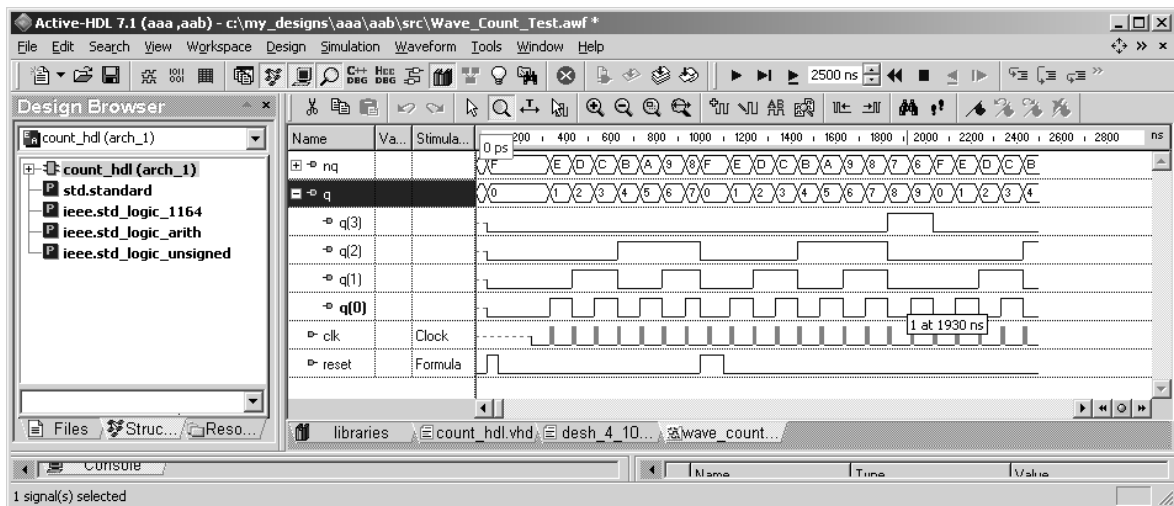 Active-HDL 7.1 (aaa ,aab) - c:\my_designs\aaa\aab\src\Wave_Count_Test.awf *
File Edit Search View Workspace Design Simulation Waveform Tools Window Help
C++ DBG HEC DBG 2500 ns
Design Browser
count_hdl (arch_1)
count_hdl (arch_1)
std.standard
ieee.std_logic_1164
ieee.std_logic_arith
ieee.std_logic_unsigned
Files Struc... Reso...
Name Va... Stimula... 200 400 600 800 1000 1200 1400 1600 1800 2000 2200 2400 2600 2800 ns
0 ps
nq F E D C B A 9 8 F E D C B A 9 8 7 6 F E D C B
q 0 1 2 3 4 5 6 7 0 1 2 3 4 5 6 7 8 9 0 1 2 3 4
q(3)
q(2)
q(1)
q(0)
1 at 1930 ns
clk Clock
reset Formula
libraries count_hdl.vhd desh_4_10... wave_count...
Console Name Type Value
1 signal(s) selected